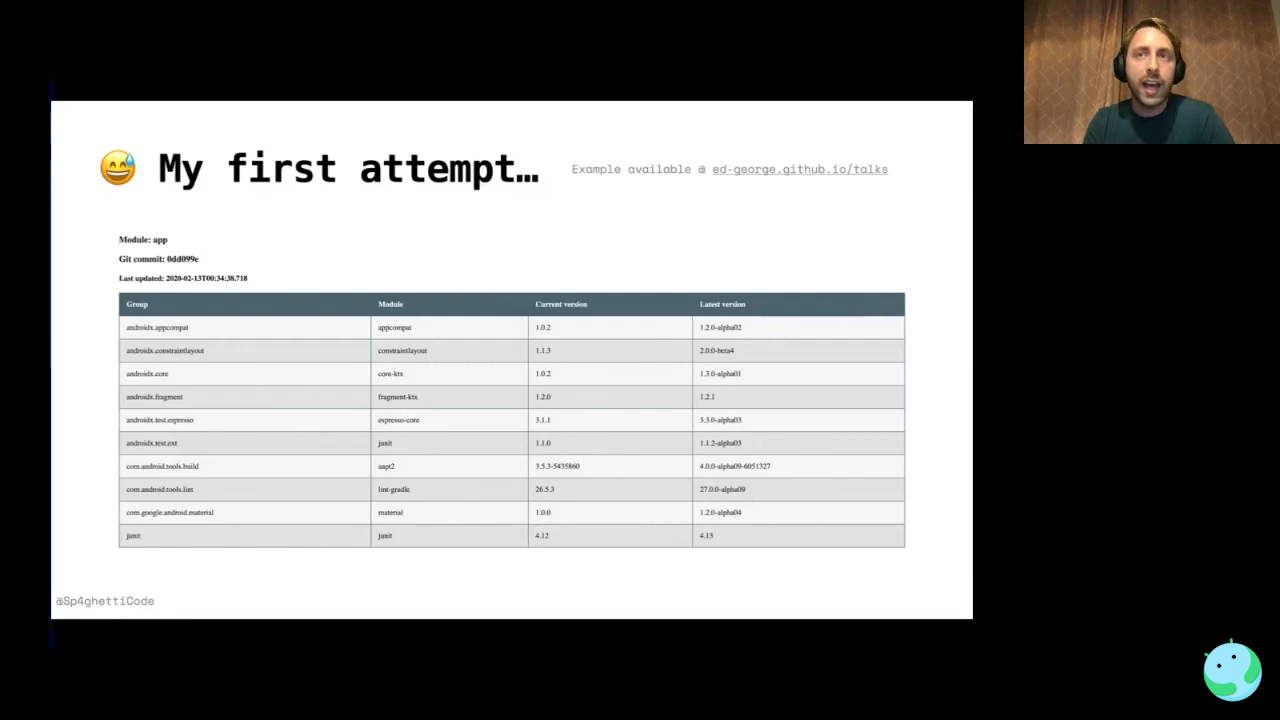 😅 My first attempt…
Example available @ ed-george.github.io/talks
Module: app
Git commit: 0dd099e
Last updated: 2020-02-13T00:34:38.718
Group Module Current version Latest version
androidx.appcompat appcompat 1.0.2 1.2.0-alpha02
androidx.constraintlayout constraintlayout 1.1.3 2.0.0-beta4
androidx.core core-ktx 1.0.2 1.3.0-alpha01
androidx.fragment fragment-ktx 1.2.0 1.2.1
androidx.test.espresso espresso-core 3.1.1 3.3.0-alpha03
androidx.test.ext junit 1.1.0 1.1.2-alpha03
com.android.tools.build aapt2 3.5.3-5435860 4.0.0-alpha09-6051327
com.android.tools.lint lint-gradle 26.5.3 27.0.0-alpha09
com.google.android.material material 1.0.0 1.2.0-alpha04
junit junit 4.12 4.13
@Sp4ghettiCode